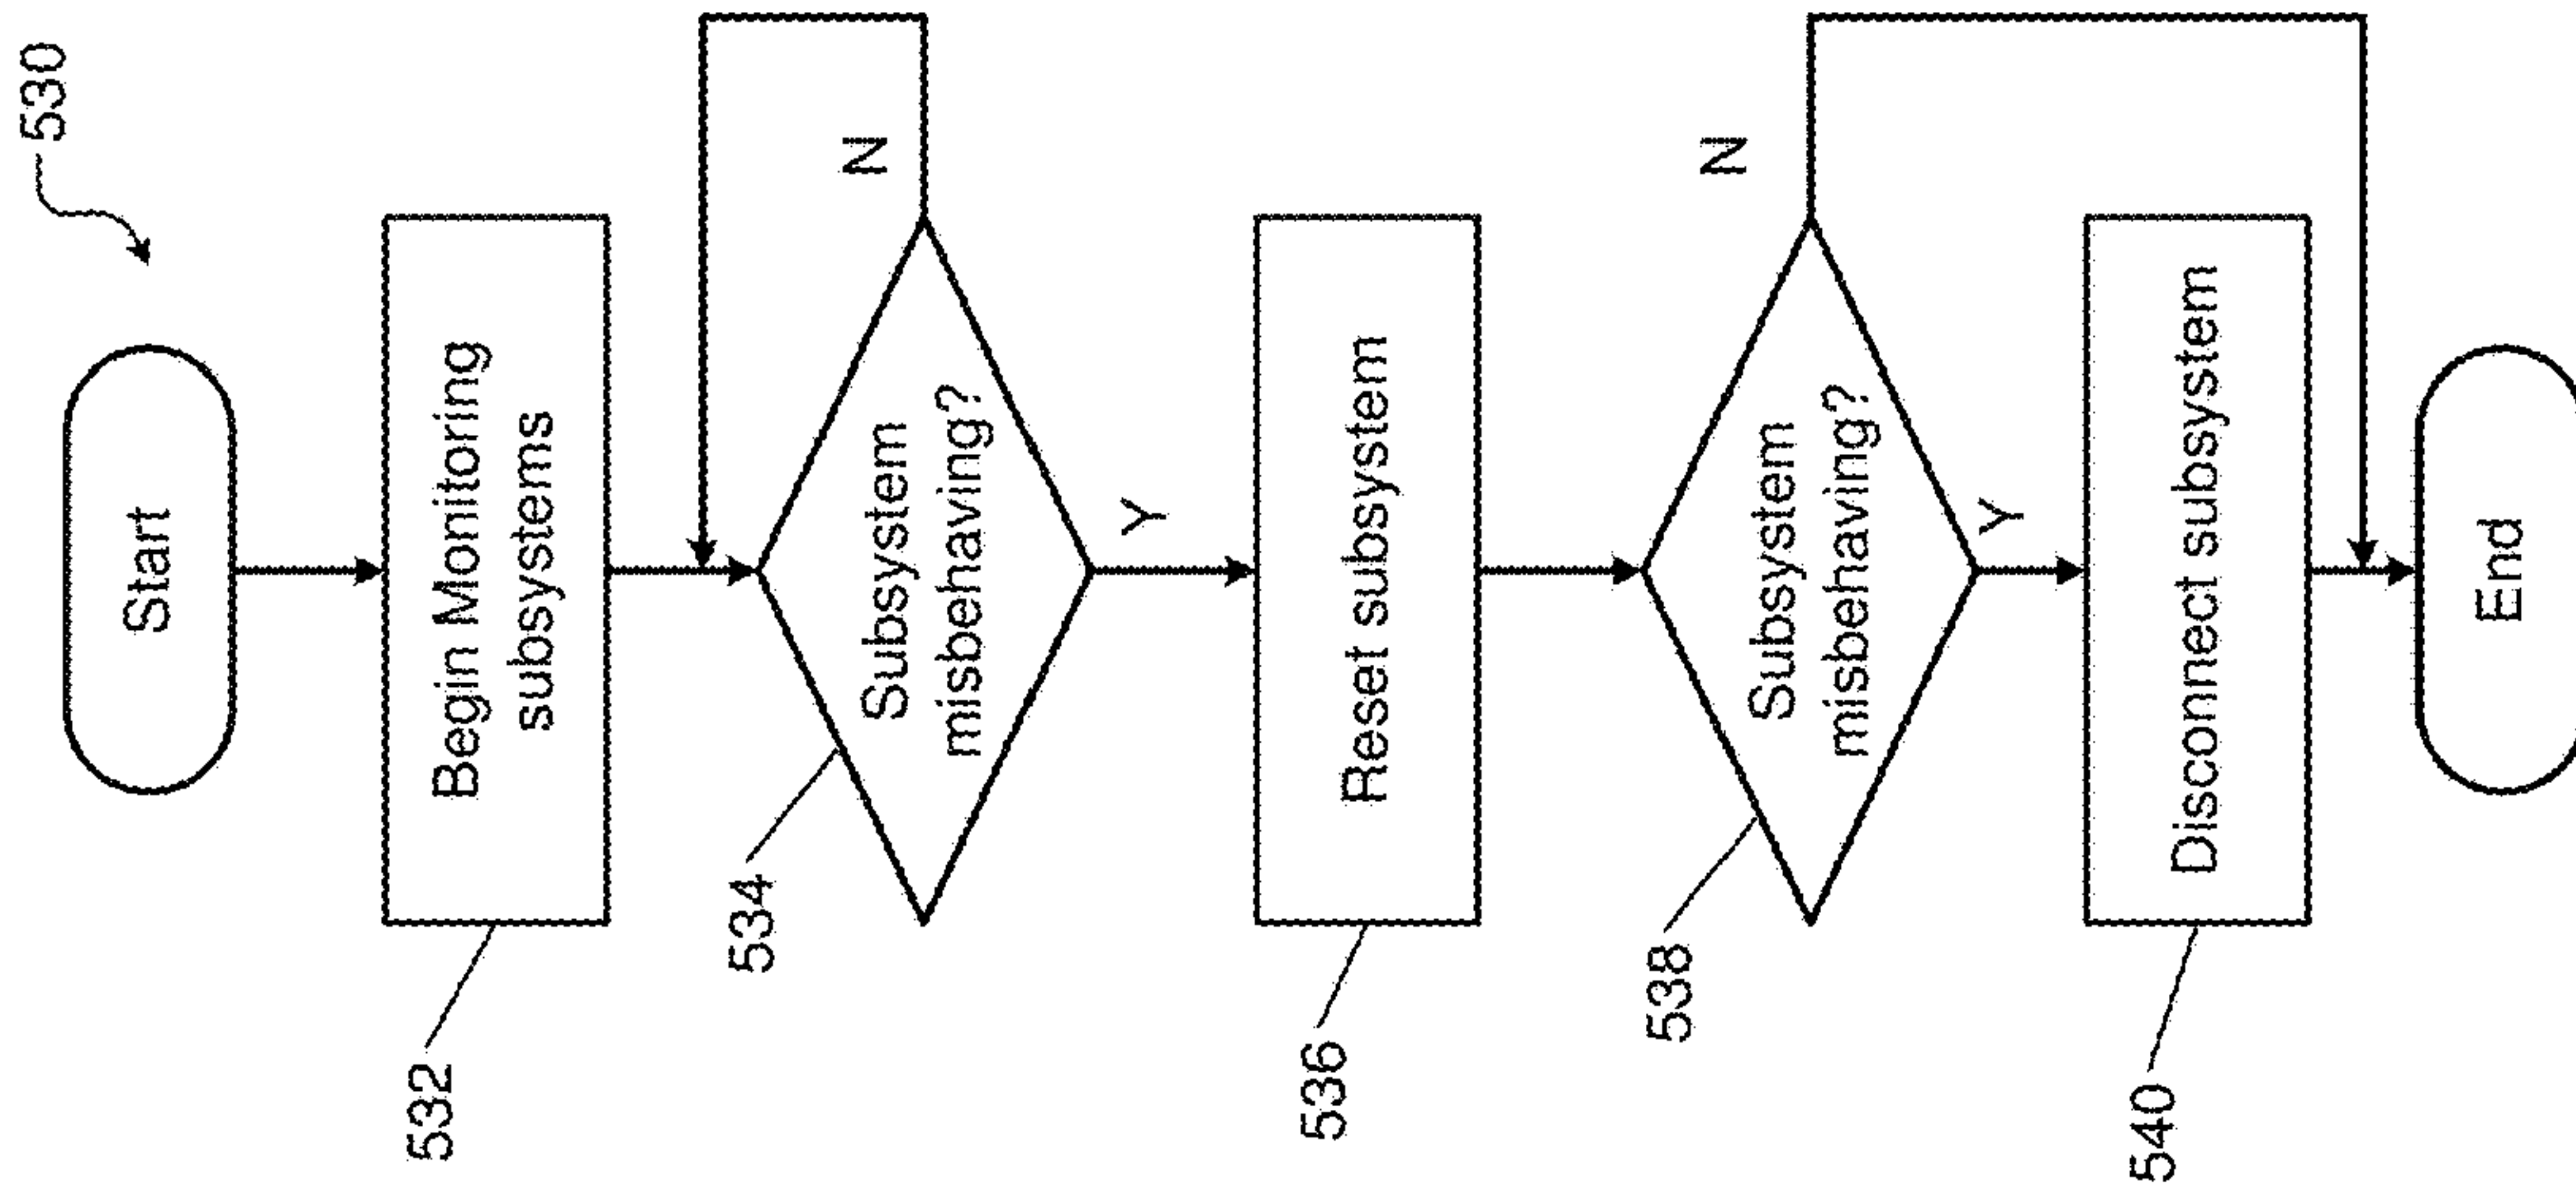 530
Start
532
Begin Monitoring
subsystems
534
Subsystem
misbehaving?
N
Y
536
Reset subsystem
538
Subsystem
misbehaving?
N
Y
540
Disconnect subsystem
End